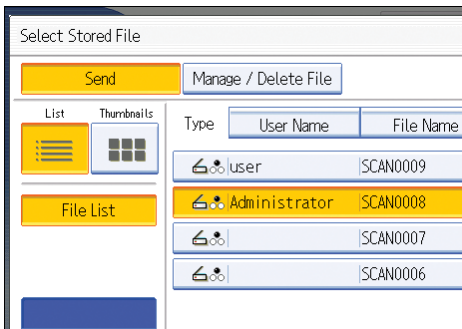 Select Stored File
Send Manage / Delete File
List Thumbnails
Type User Name File Name
user SCAN0009
File List
Administrator SCAN0008
SCAN0007
SCAN0006